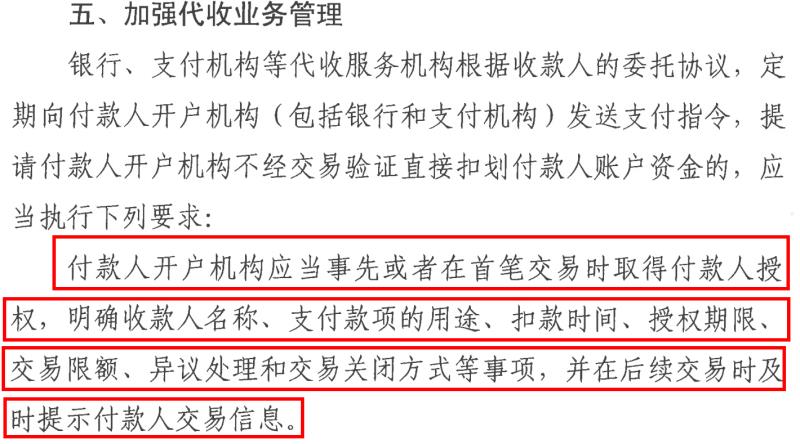 五、加强代收业务管理
银行、支付机构等代收服务机构根据收款人的委托协议，定
期向付款人开户机构（包括银行和支付机构）发送支付指令，提
请付款人开户机构不经交易验证直接扣划付款人账户资金的，应
当执行下列要求：
付款人开户机构应当事先或者在首笔交易时取得付款人授
权，明确收款人名称、支付款项的用途、扣款时间、授权期限、
交易限额、异议处理和交易关闭方式等事项，并在后续交易时及
时提示付款人交易信息。